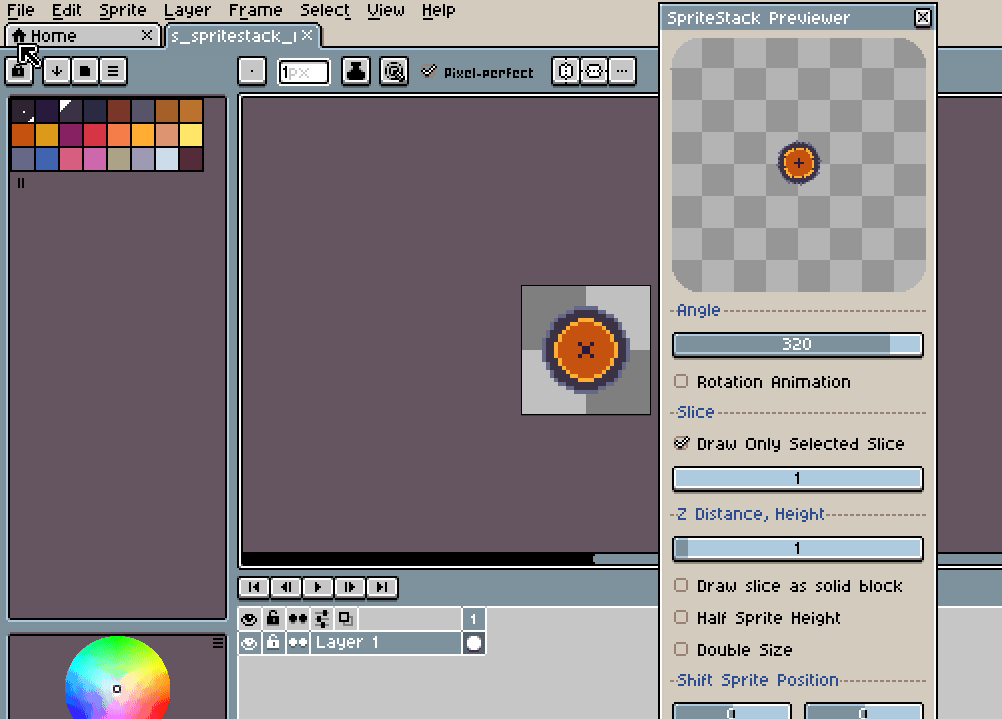 File Edit Sprite Layer Frame Select View Help
SpriteStack Previewer
Home
s_spritestack_
1px
Pixel-perfect
Angle
320
Rotation Animation
Slice
Draw Only Selected Slice
1
Z Distance, Height
1
Draw slice as solid block
Half Sprite Height
Double Size
Shift Sprite Position
1
Layer 1